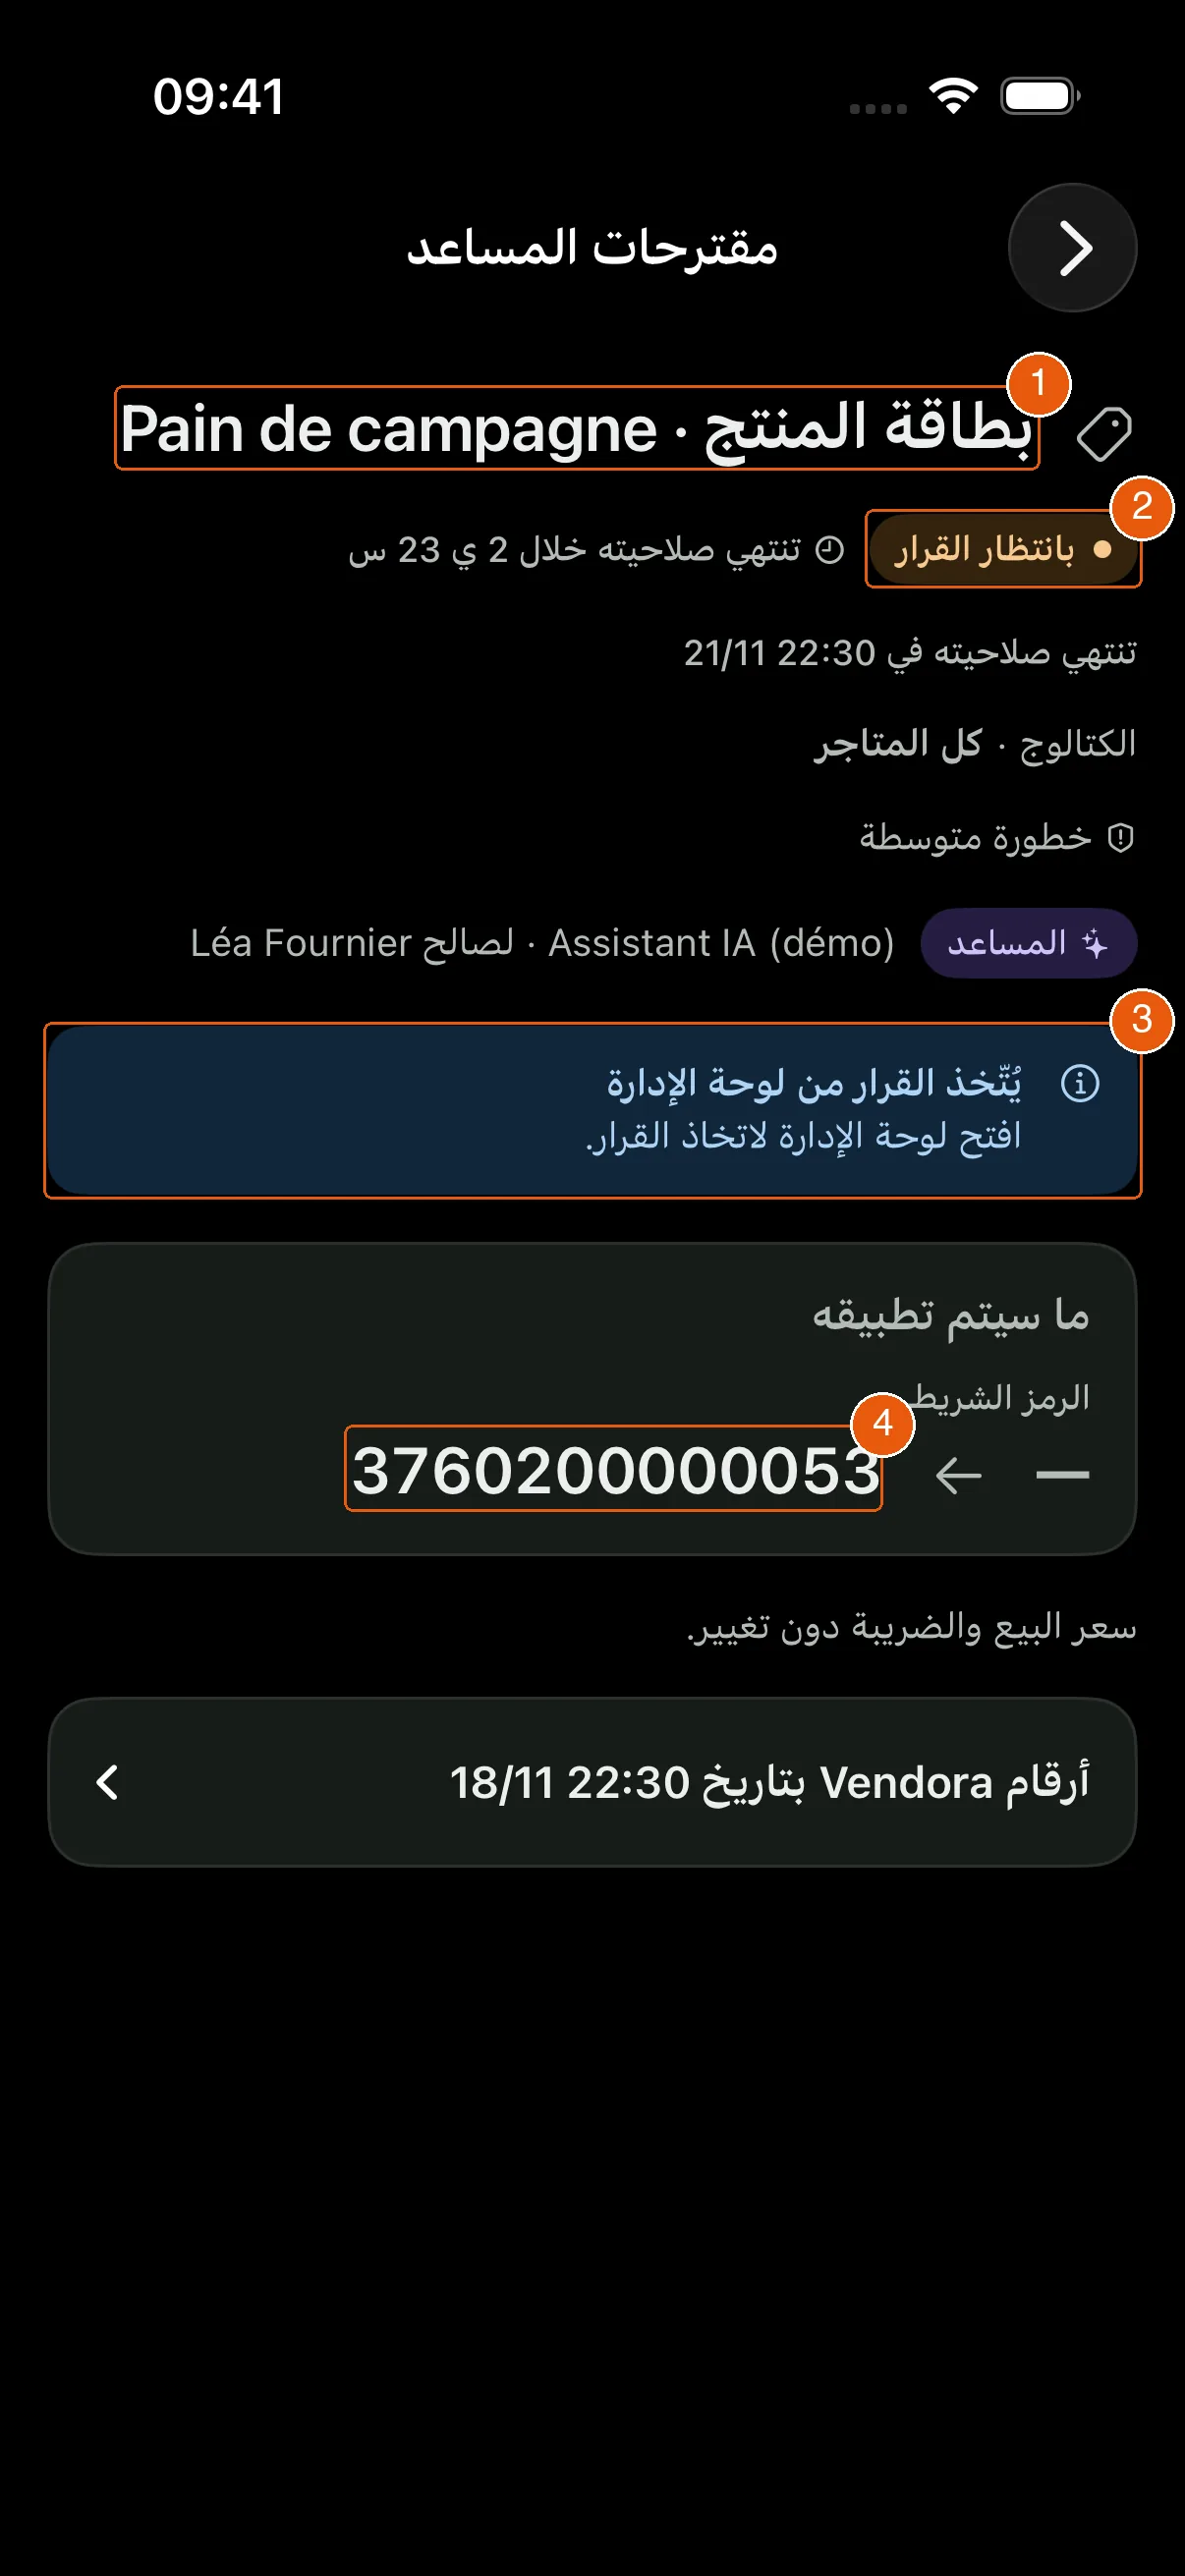 09:41
مقترحات المساعد
1
بطاقة المنتج · Pain de campagne
2
بانتظار القرار
تنتهي صلاحيته خلال 2 ي 23 س
تنتهي صلاحيته في 22:30 21/11
الكتالوج · كل المتاجر
خطورة متوسطة
المساعد
Assistant IA (démo) · لصالح Léa Fournier
3
يُتّخذ القرار من لوحة الإدارة
افتح لوحة الإدارة لاتخاذ القرار.
ما سيتم تطبيقه
الرمز الشريط
4
— ← 3760200000053
سعر البيع والضريبة دون تغيير.
أرقام Vendora بتاريخ 22:30 18/11